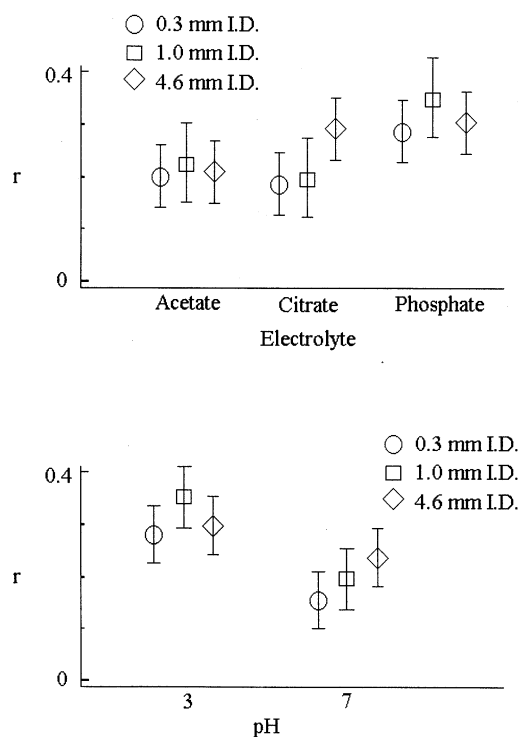 0.3 mm I.D.
1.0 mm I.D.
4.6 mm I.D.
0.4
r
0
Acetate Citrate Phosphate
Electrolyte
0.3 mm I.D.
1.0 mm I.D.
4.6 mm I.D.
0.4
r
0
3 7
pH